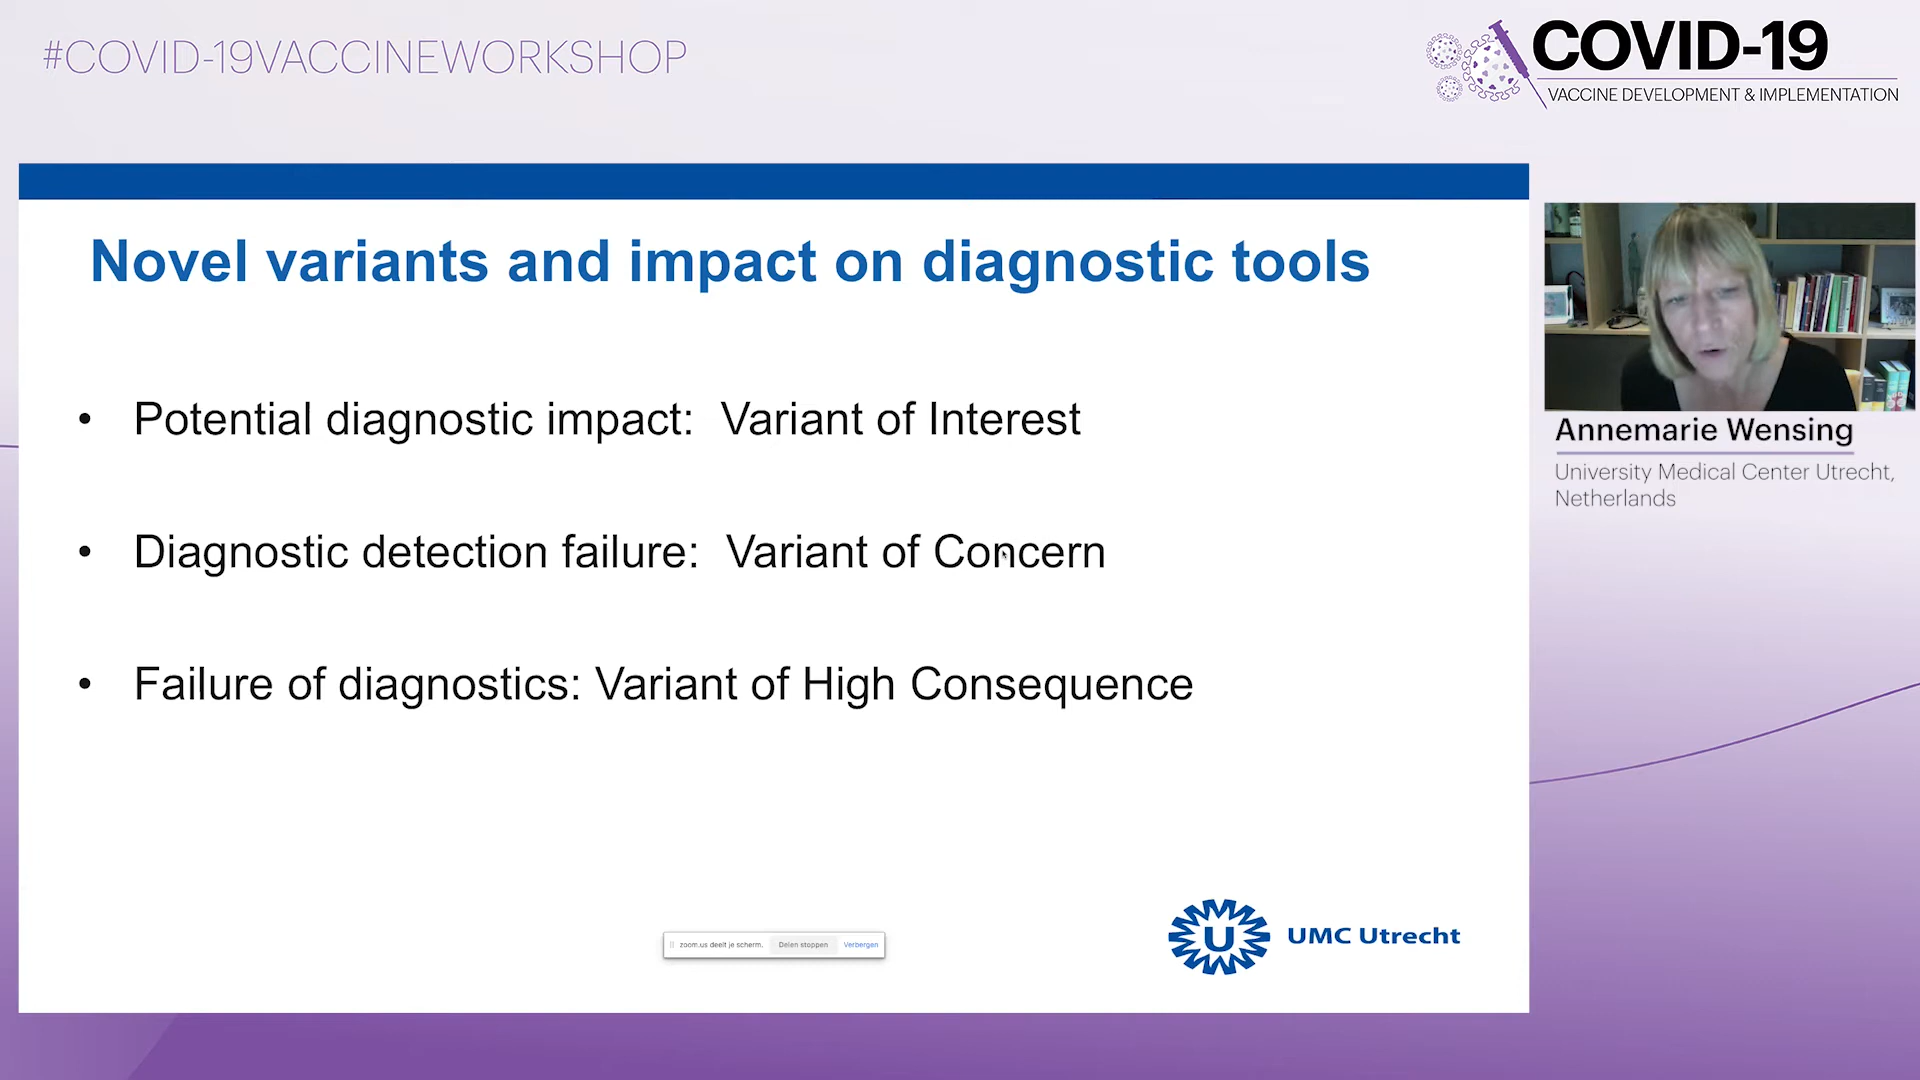 #COVID-19VACCINEWORKSHOP
COVID-19
VACCINE DEVELOPMENT & IMPLEMENTATION
Novel variants and impact on diagnostic tools
• Potential diagnostic impact: Variant of Interest
• Diagnostic detection failure: Variant of Concern
• Failure of diagnostics: Variant of High Consequence
Annemarie Wensing
University Medical Center Utrecht,
Netherlands
zoom.us deelt je scherm. Delen stoppen Verbergen
U UMC Utrecht